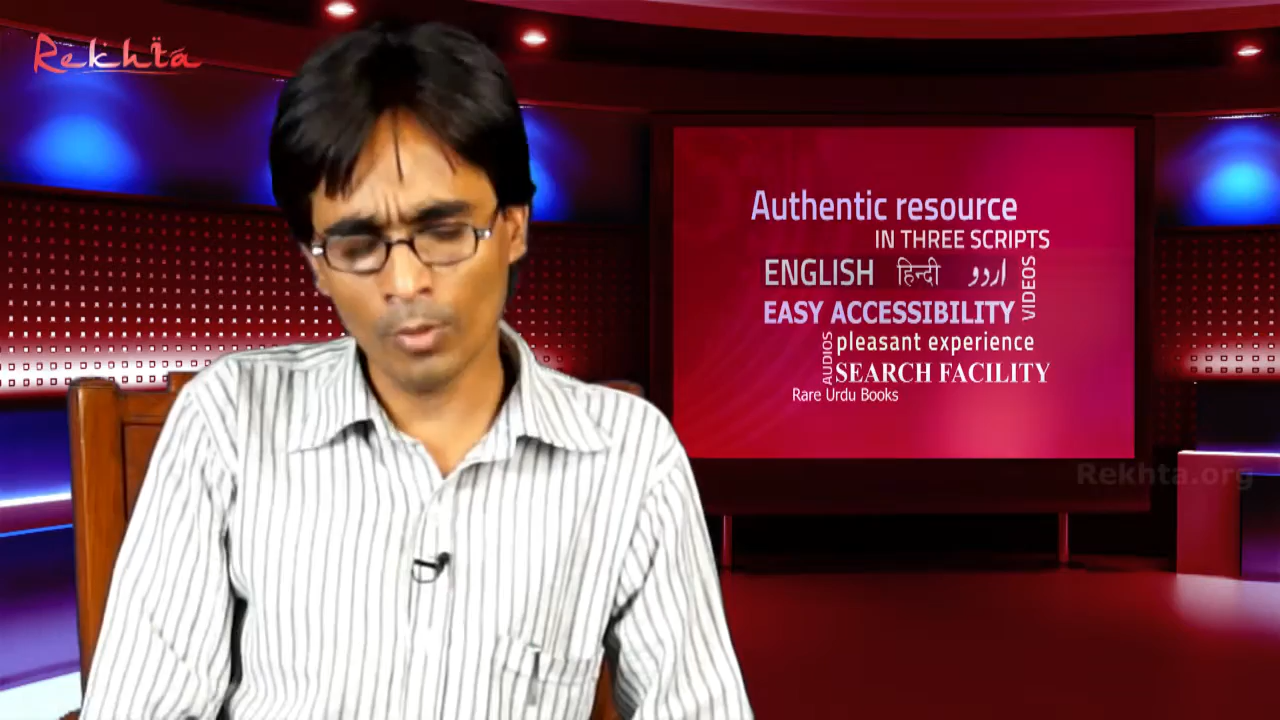 Rekhta
Authentic resource
IN THREE SCRIPTS
ENGLISH हिन्दी اردو
VIDEOS
EASY ACCESSIBILITY
pleasant experience
AUDIOS
SEARCH FACILITY
Rare Urdu Books
Rekhta.org